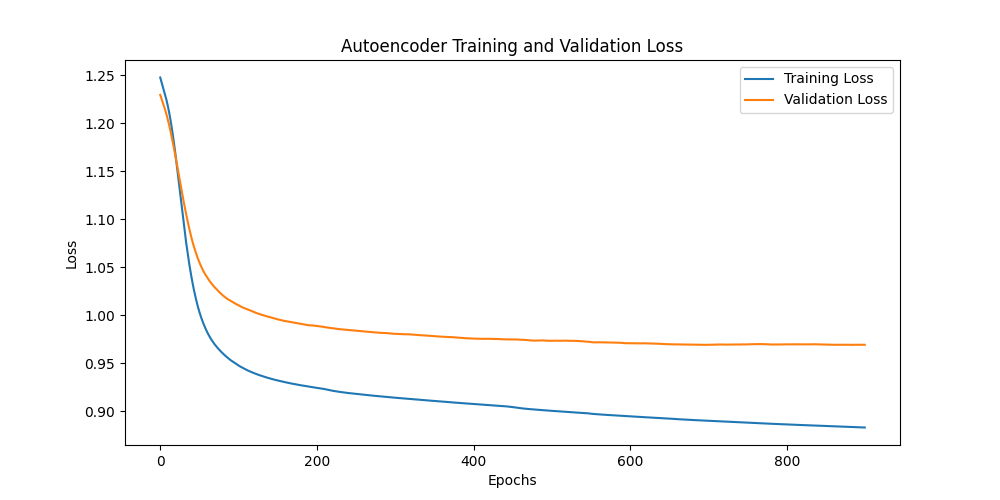 Autoencoder Training and Validation Loss
Training Loss
Validation Loss
1.25
1.20
1.15
1.10
1.05
1.00
0.95
0.90
Loss
0
200
400
600
800
Epochs